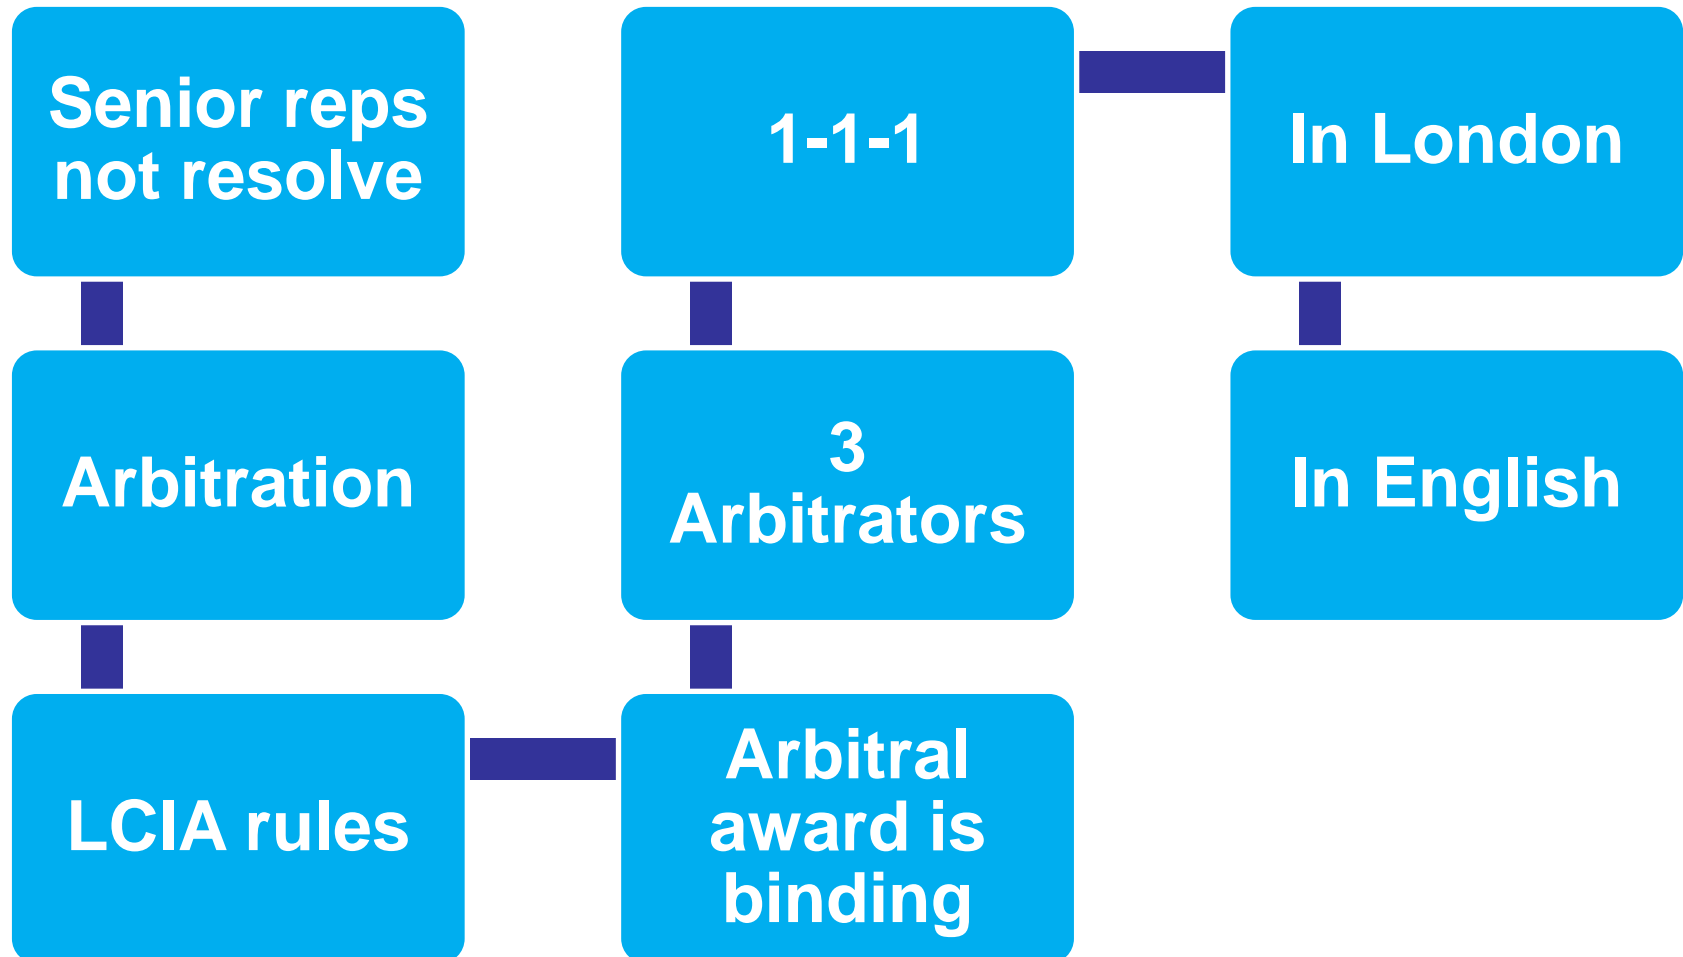 Senior reps
not resolve
Arbitration
LCIA rules
Arbitral
award is
binding
3
Arbitrators
1-1-1
In London
In English